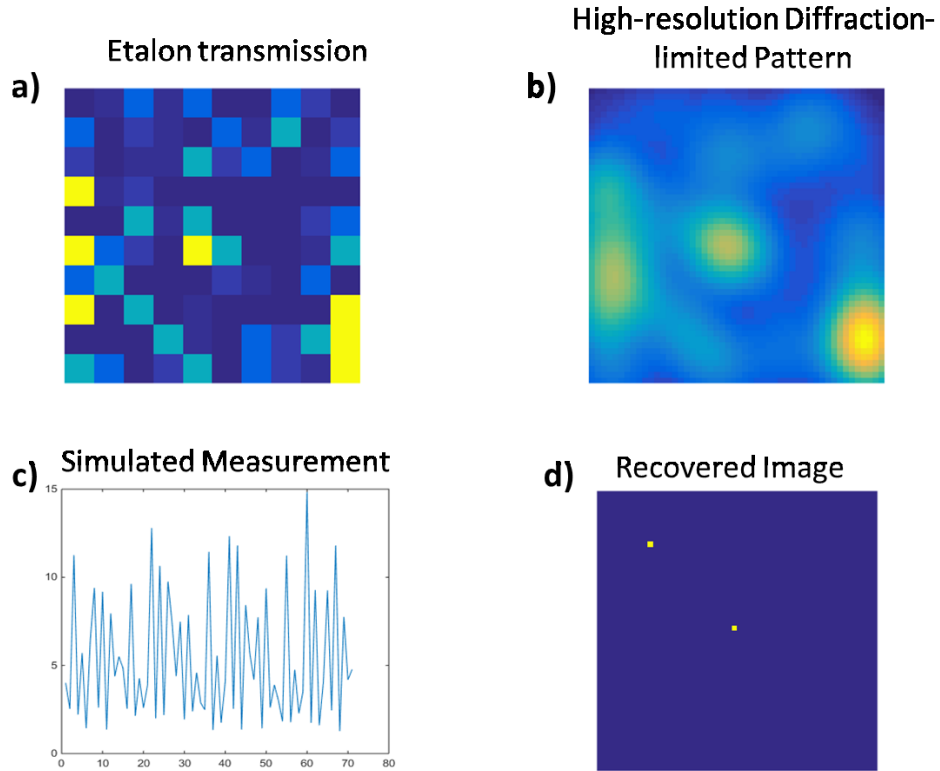 Etalon transmission
a)
High-resolution Diffraction-
limited Pattern
b)
c)
Simulated Measurement
15
10
5
0
0 10 20 30 40 50 60 70 80
d)
Recovered Image